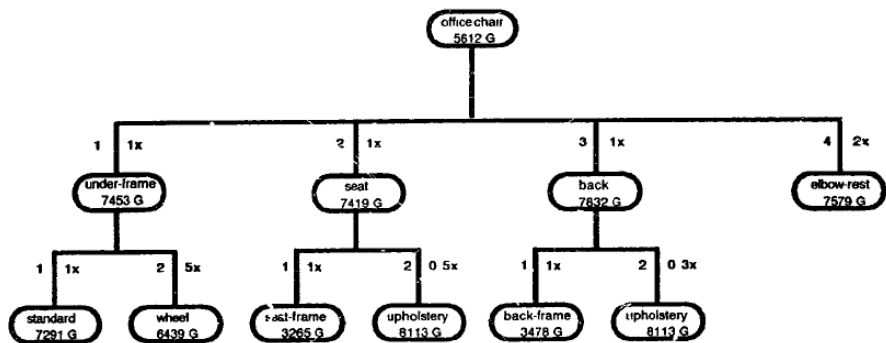 office chair
5612 G
1 1x
2 1x
3 1x
4 2x
under-frame
7453 G
seat
7419 G
back
7832 G
elbow-rest
7579 G
1 1x
2 5x
1 1x
2 0 5x
1 1x
2 0 3x
standard
7291 G
wheel
6439 G
seat-frame
3265 G
upholstery
8113 G
back-frame
3478 G
upholstery
8113 G